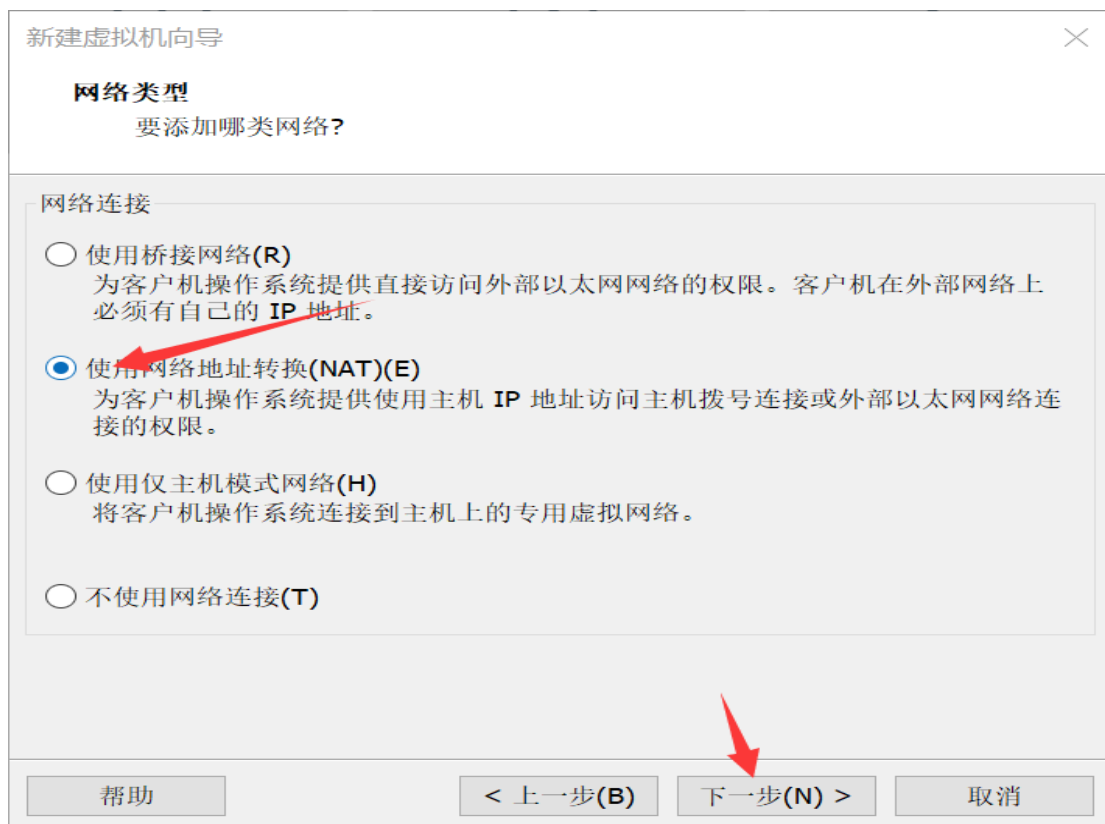 新建虚拟机向导
网络类型
要添加哪类网络?
网络连接
使用桥接网络(R)
为客户机操作系统提供直接访问外部以太网网络的权限。客户机在外部网络上
必须有自己的 IP 地址。
使用网络地址转换(NAT)(E)
为客户机操作系统提供使用主机 IP 地址访问主机拨号连接或外部以太网网络连
接的权限。
使用仅主机模式网络(H)
将客户机操作系统连接到主机上的专用虚拟网络。
不使用网络连接(T)
帮助
< 上一步(B)
下一步(N) >
取消